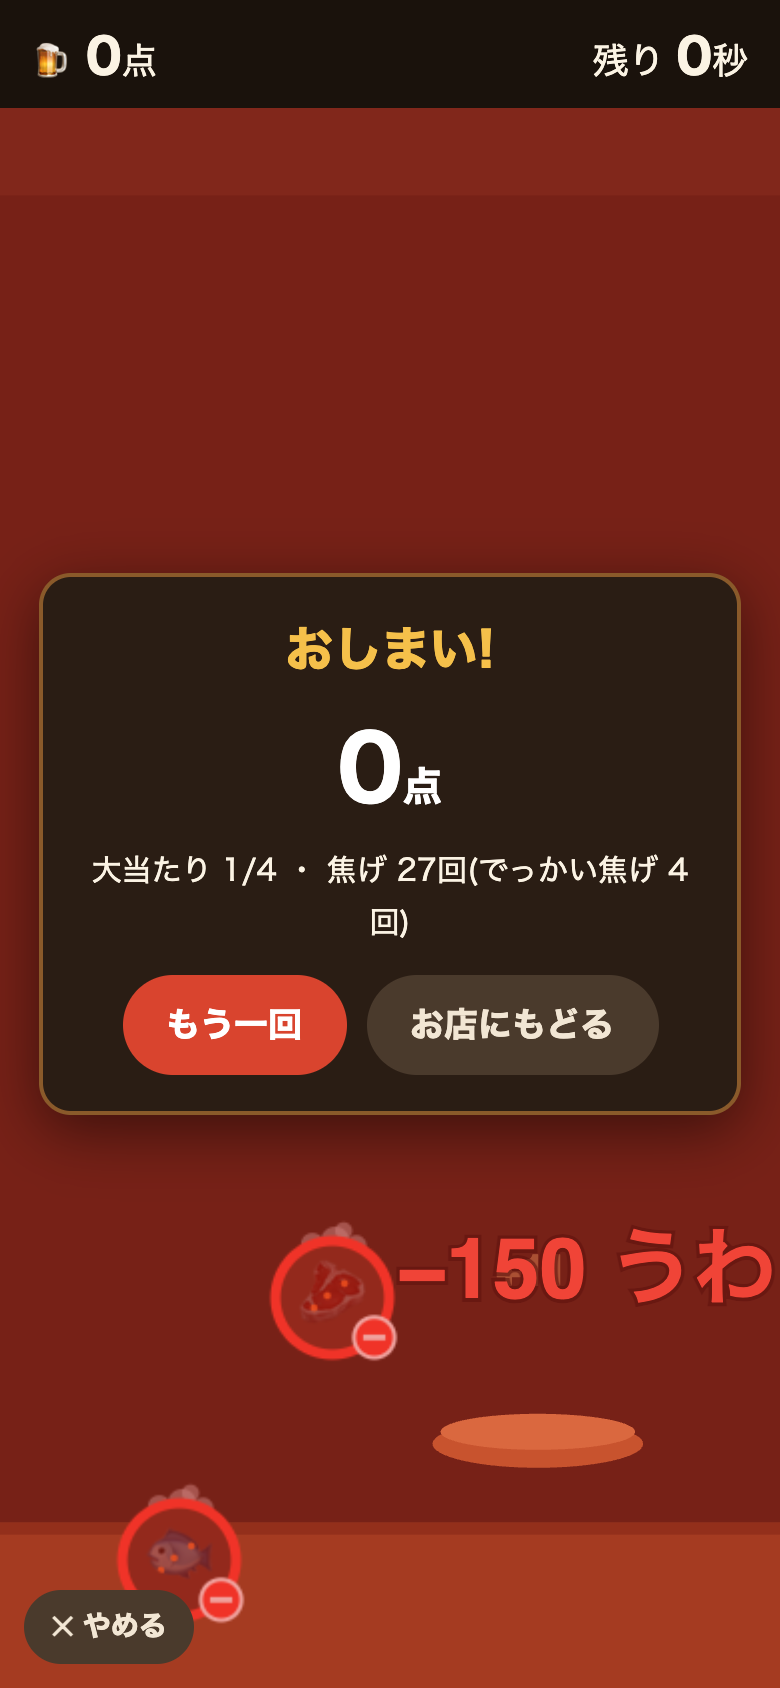 0点
残り 0秒
おしまい!
0点
大当たり 1/4 ・ 焦げ 27回(でっかい焦げ 4
回)
もう一回
お店にもどる
−150 うわ
× やめる